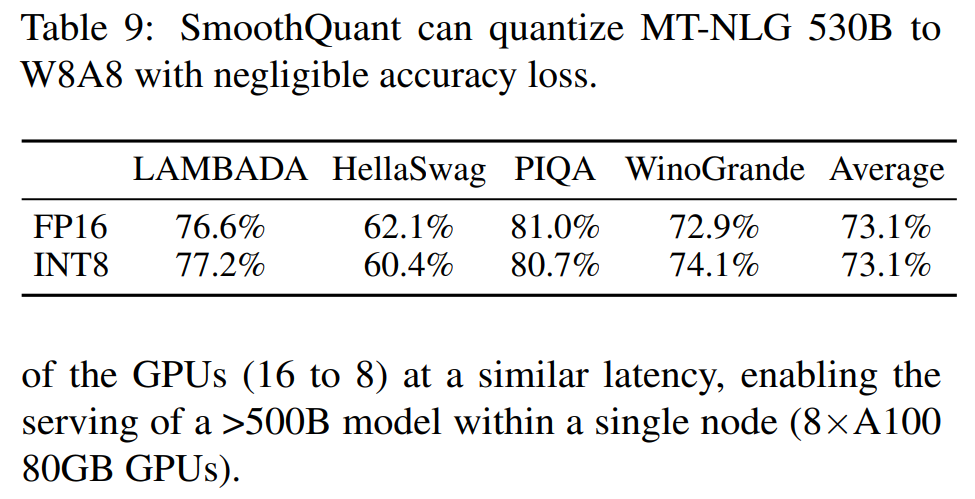 Table 9: SmoothQuant can quantize MT-NLG 530B to
W8A8 with negligible accuracy loss.
LAMBADA HellaSwag PIQA WinoGrande Average
FP16 76.6% 62.1% 81.0% 72.9% 73.1%
INT8 77.2% 60.4% 80.7% 74.1% 73.1%
of the GPUs (16 to 8) at a similar latency, enabling the
serving of a >500B model within a single node (8×A100
80GB GPUs).